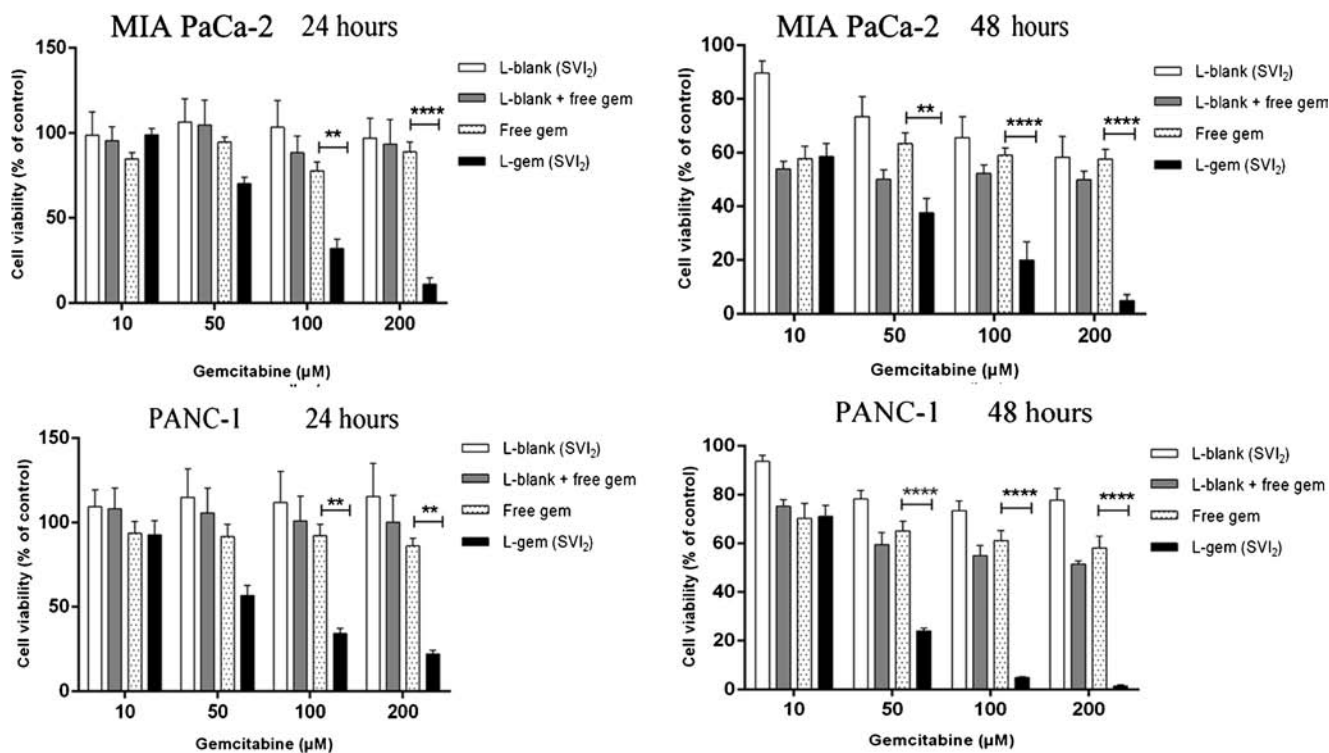 MIA PaCa-2 24 hours
150
100
50
0
Cell viability (% of control)
L-blank (SVI₂)
L-blank + free gem
Free gem
L-gem (SVI₂)
** ****
10 50 100 200
Gemcitabine (µM)
MIA PaCa-2 48 hours
100
80
60
40
20
0
Cell viability (% of control)
L-blank (SVI₂)
L-blank + free gem
Free gem
L-gem (SVI₂)
** **** ****
10 50 100 200
Gemcitabine (µM)
PANC-1 24 hours
150
100
50
0
Cell viability (% of control)
L-blank (SVI₂)
L-blank + free gem
Free gem
L-gem (SVI₂)
** **
10 50 100 200
Gemcitabine (µM)
PANC-1 48 hours
100
80
60
40
20
0
Cell viability (% of control)
L-blank (SVI₂)
L-blank + free gem
Free gem
L-gem (SVI₂)
**** **** ****
10 50 100 200
Gemcitabine (µM)